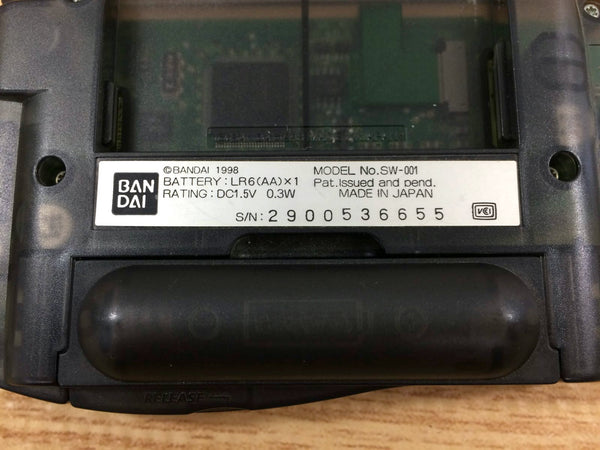 BAN
DAI
©BANDAI 1998
BATTERY:LR6(AA)×1
RATING:DC1.5V 0.3W
MODEL No.SW-001
Pat.Issued and pend.
MADE IN JAPAN
S/N:2900536655
VCI
RELEASE